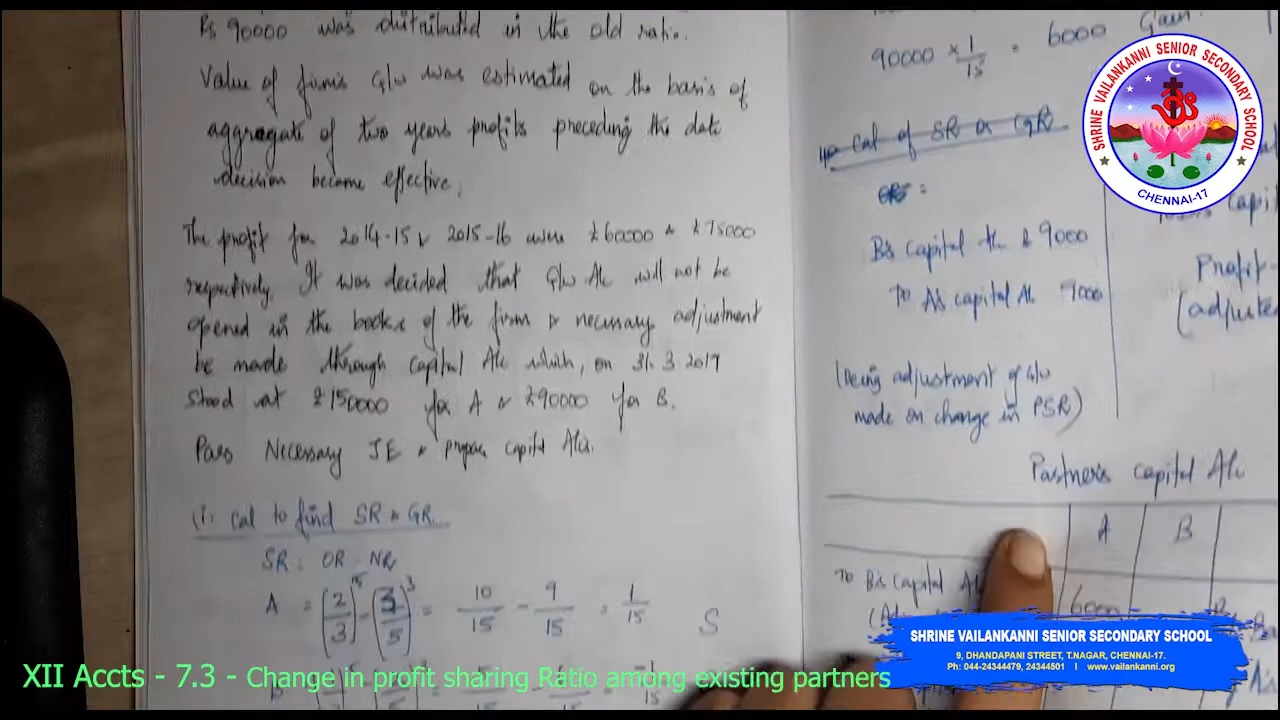 Rs 90000 was distributed in the old ratio.
Value of firm's G/w was estimated on the basis of
aggregate of two years profits preceding the date
decision became effective.
The profit for 2014-15 & 2015-16 were ₹60000 & ₹75000
respectively. It was decided that G/w A/c will not be
opened in the books of the firm & necessary adjustment
be made through capital A/c which, on 31.3.2017
stood at ₹150000 for A & ₹90000 for B.
Pass Necessary JE & prepare capital A/cs.
(i. Cal to find SR & GR.
SR: OR - NR
A = (2/3) - (3/5) = 10/15 - 9/15 = 1/15 S
Gain.
90000 × 1/15 = 6000
Cal of SR & GR
B's capital A/c 9000
To A's capital A/c 9000
(Being adjustment of G/w
made on change in PSR)
Profit
(adjuste
Partner's capital A/c
A B
To B's Capital A/c
6000
SHRINE VAILANKANNI SENIOR SECONDARY SCHOOL
CHENNAI-17
SHRINE VAILANKANNI SENIOR SECONDARY SCHOOL
9, DHANDAPANI STREET, T.NAGAR, CHENNAI-17.
Ph: 044-24344479, 24344501 I www.vailankanni.org
XII Accts - 7.3 - Change in profit sharing Ratio among existing partners